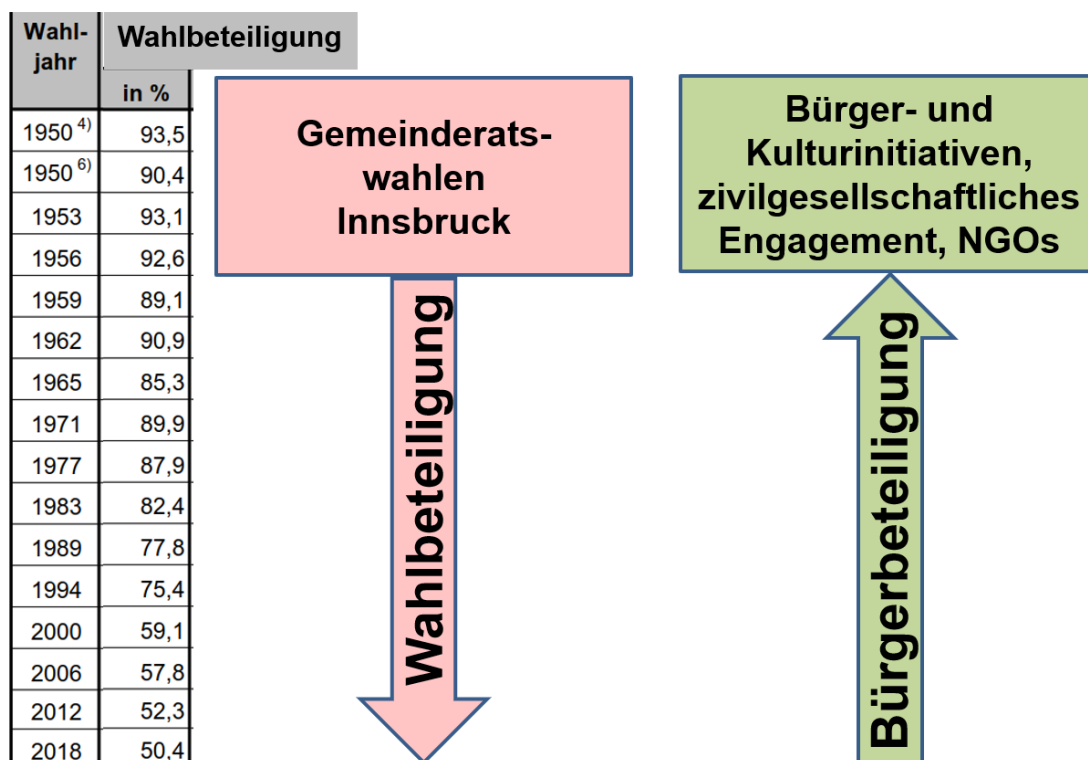 Wahl-
jahr
Wahlbeteiligung
in %
1950 4) 93,5
1950 6) 90,4
1953 93,1
1956 92,6
1959 89,1
1962 90,9
1965 85,3
1971 89,9
1977 87,9
1983 82,4
1989 77,8
1994 75,4
2000 59,1
2006 57,8
2012 52,3
2018 50,4
Gemeinderats-
wahlen
Innsbruck
Wahlbeteiligung
Bürger- und
Kulturinitiativen,
zivilgesellschaftliches
Engagement, NGOs
Bürgerbeteiligung